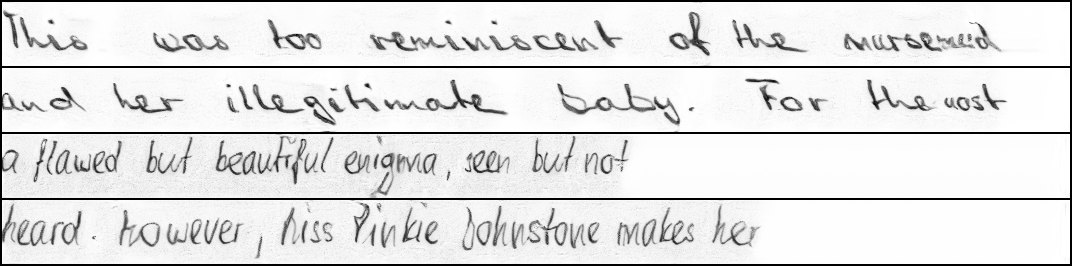 This was too reminiscent of the nursemaid
and her illegitimate baby. For the most
a flawed but beautiful enigma, seen but not
heard. However, Miss Pinkie Johnstone makes her